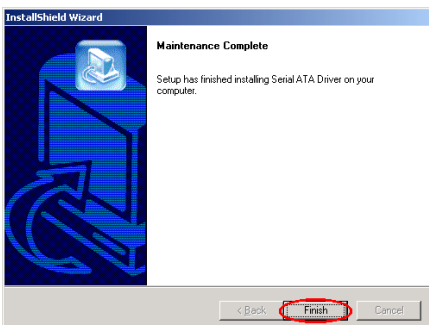 InstallShield Wizard
Maintenance Complete
Setup has finished installing Serial ATA Driver on your
computer.
< Back
Finish
Cancel